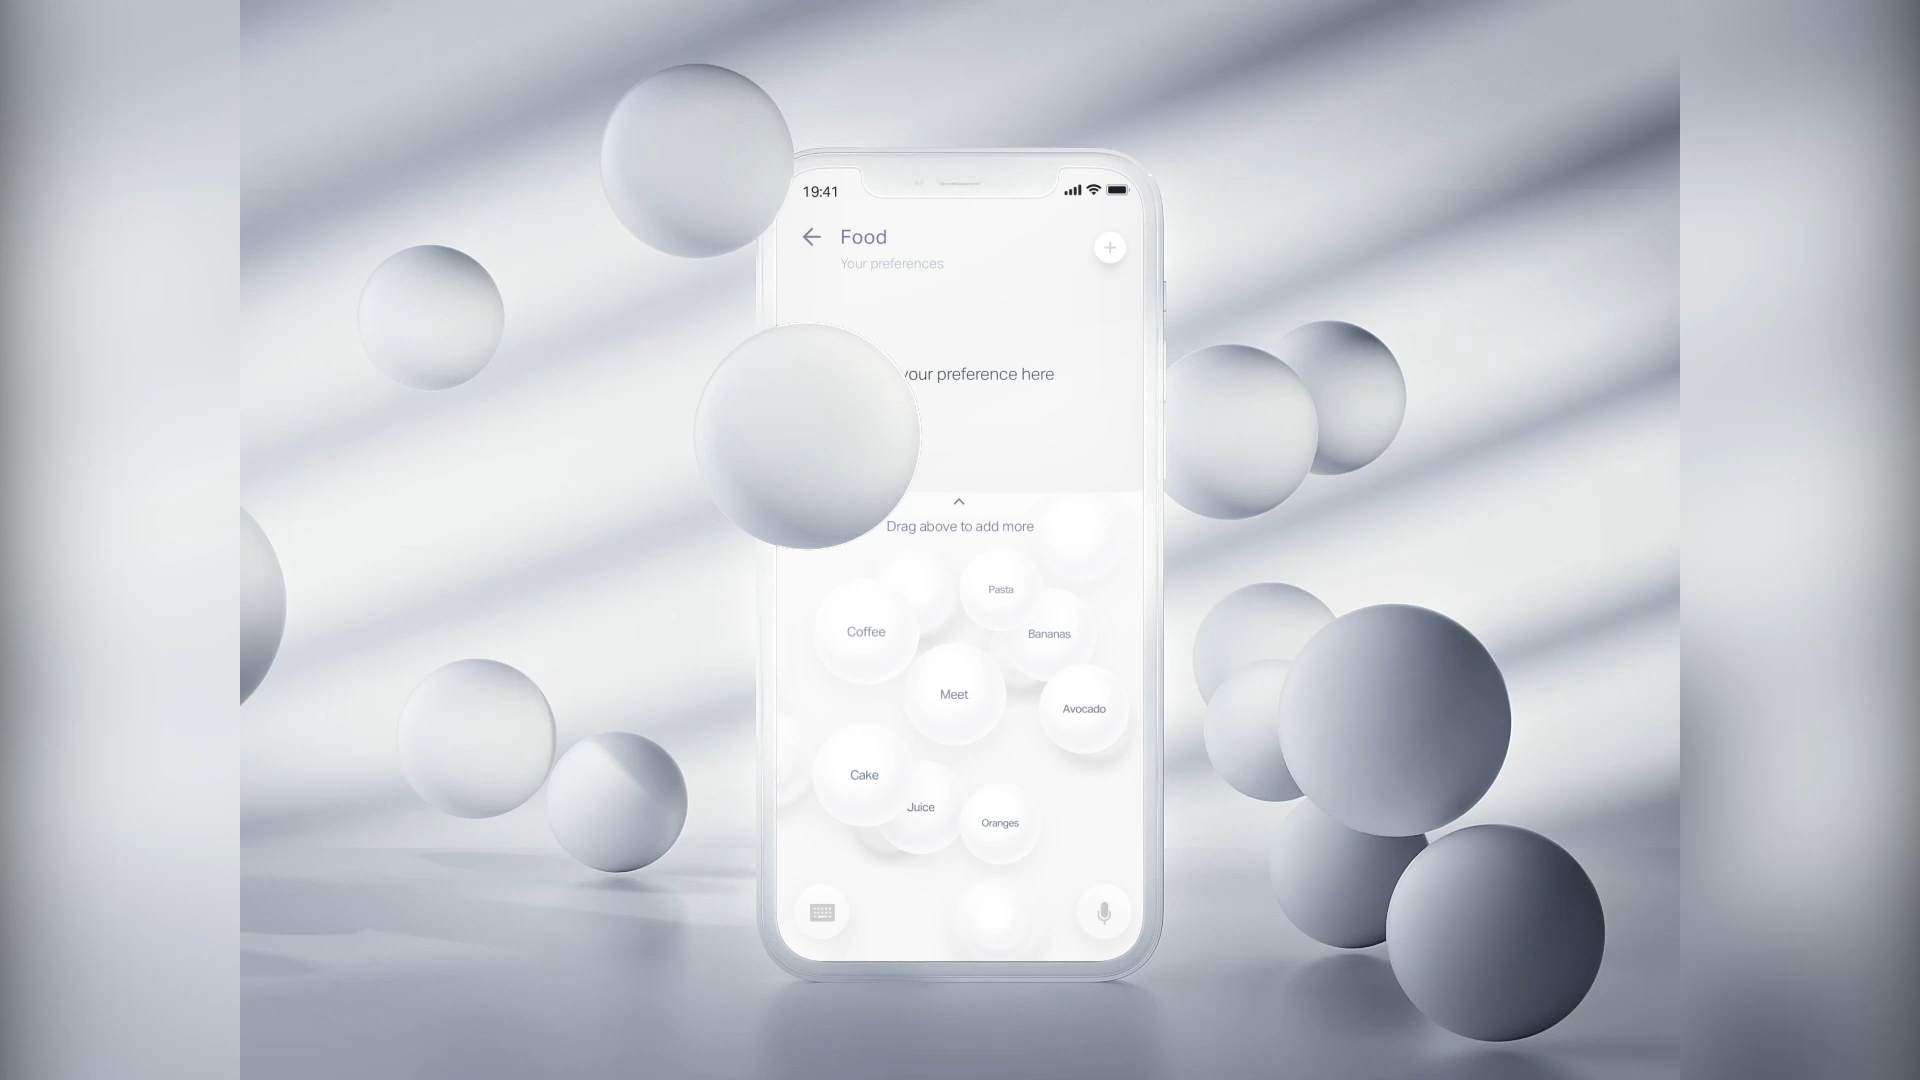 19:41
Food
Your preferences
your preference here
Drag above to add more
Pasta
Coffee
Bananas
Meet
Avocado
Cake
Juice
Oranges